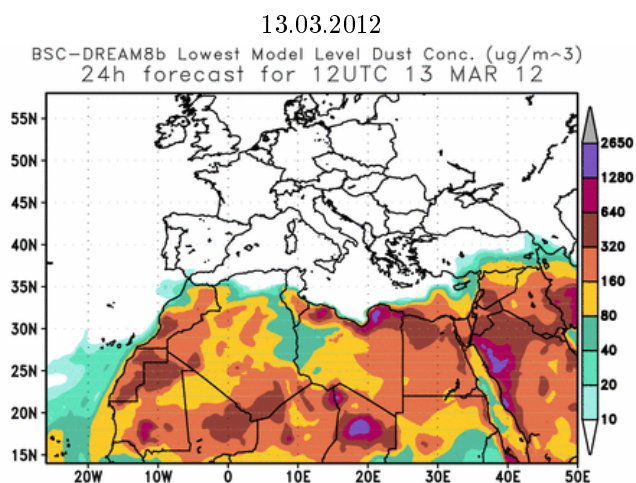 13.03.2012
BSC-DREAM8b Lowest Model Level Dust Conc. (ug/m^3)
24h forecast for 12UTC 13 MAR 12
55N
50N
45N
40N
35N
30N
25N
20N
15N
20W
10W
0
10E
20E
30E
40E
50E
2650
1280
640
320
160
80
40
20
10